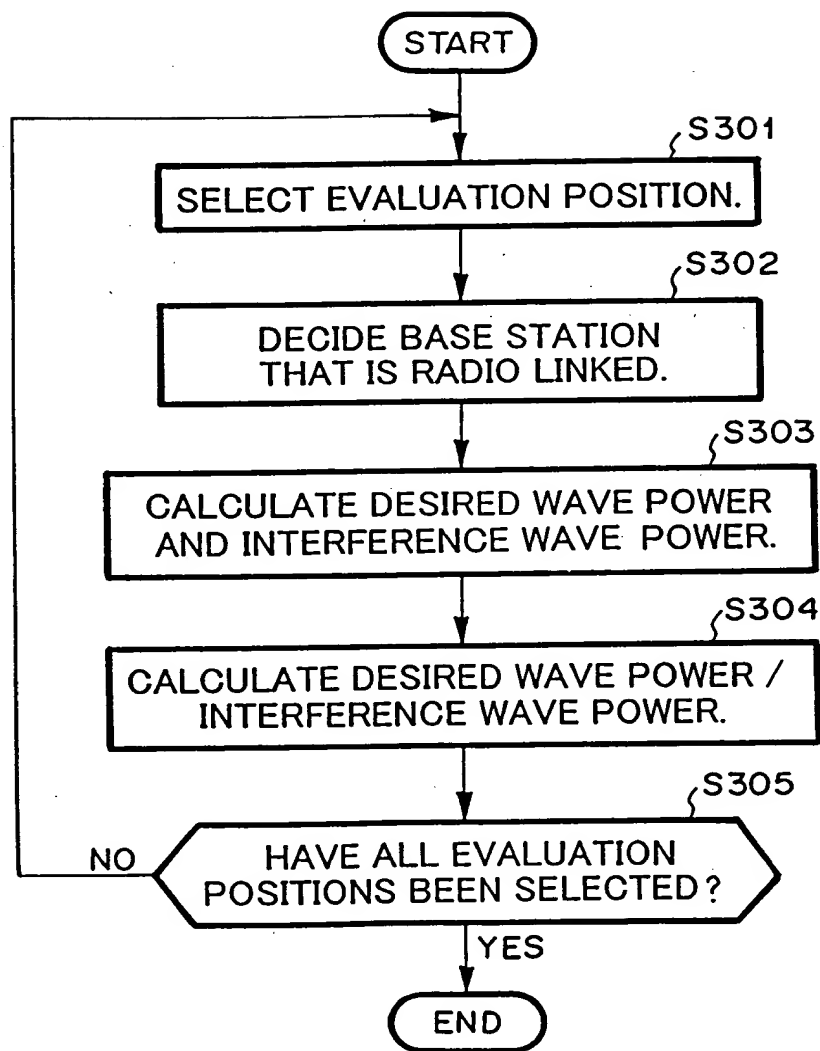 START
S301
SELECT EVALUATION POSITION.
S302
DECIDE BASE STATION
THAT IS RADIO LINKED.
S303
CALCULATE DESIRED WAVE POWER
AND INTERFERENCE WAVE POWER.
S304
CALCULATE DESIRED WAVE POWER /
INTERFERENCE WAVE POWER.
S305
NO
HAVE ALL EVALUATION
POSITIONS BEEN SELECTED?
YES
END